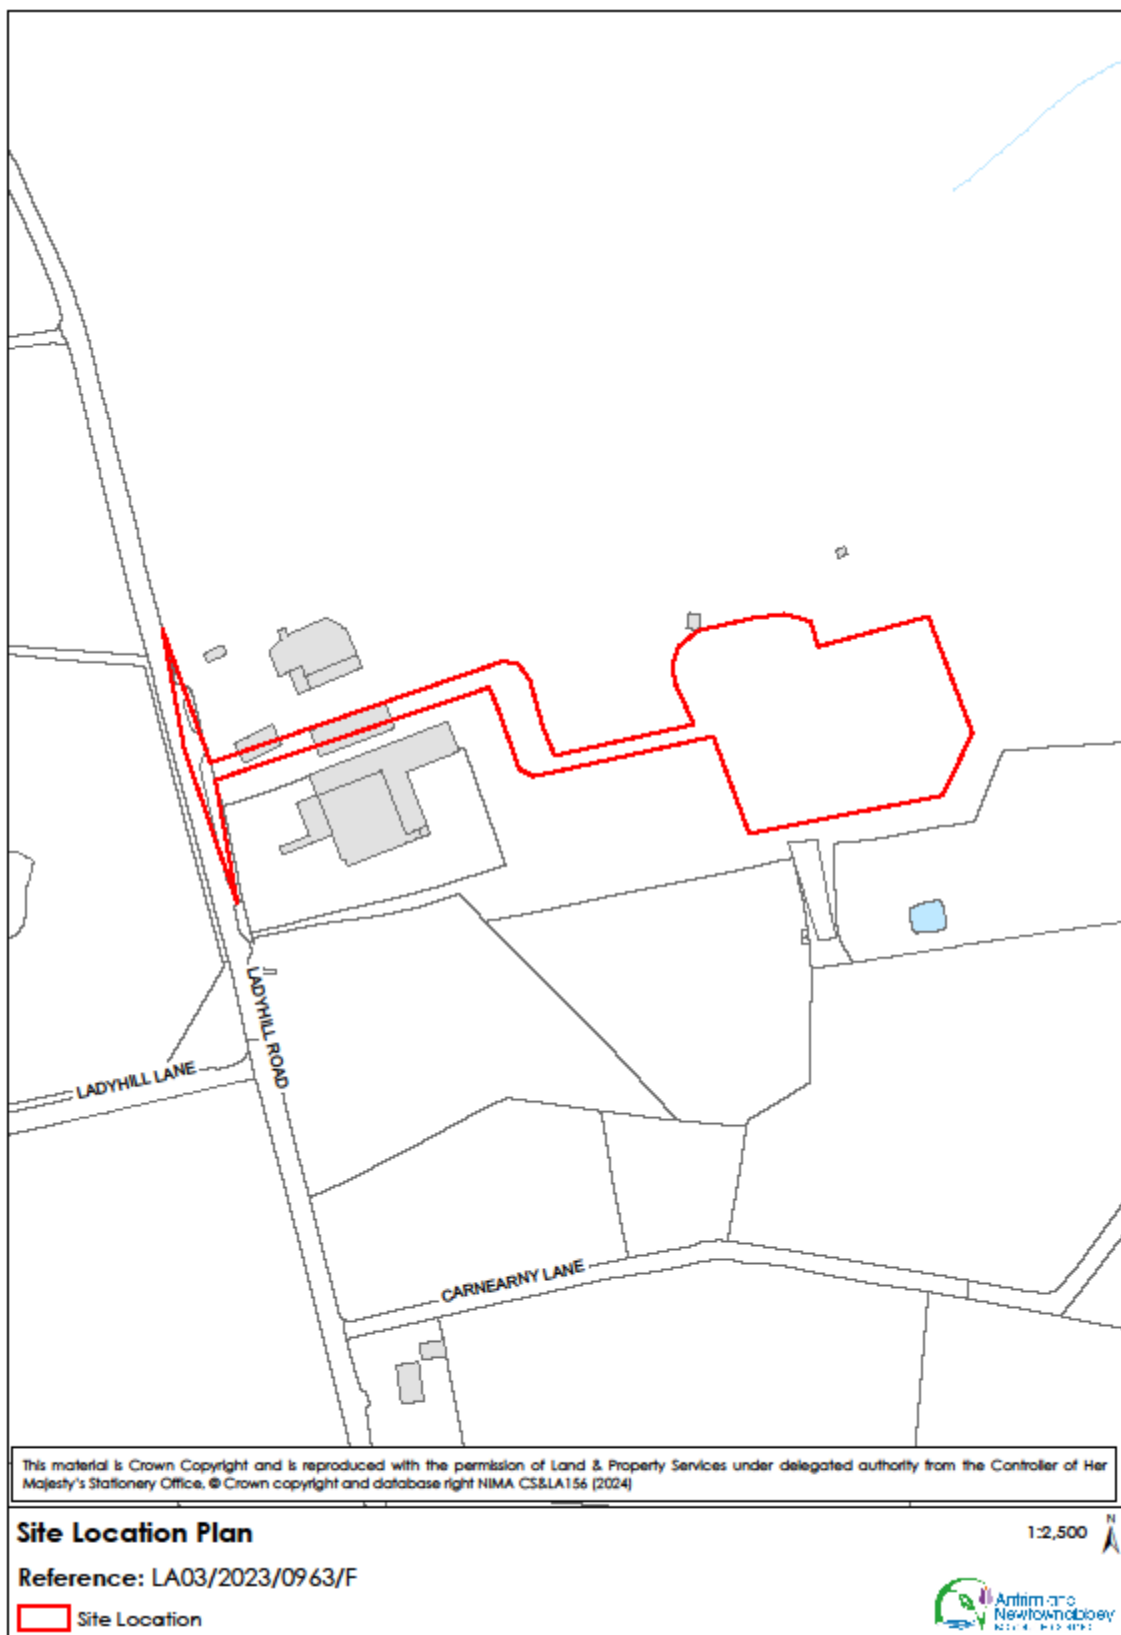 LADYHILL ROAD
LADYHILL LANE
CARNEARNY LANE
This material is Crown Copyright and is reproduced with the permission of Land & Property Services under delegated authority from the Controller of Her
Majesty's Stationery Office, © Crown copyright and database right NIMA CS&LA156 (2024)
Site Location Plan
1:2,500
N
Reference: LA03/2023/0963/F
Site Location
Antrim and
Newtownabbey